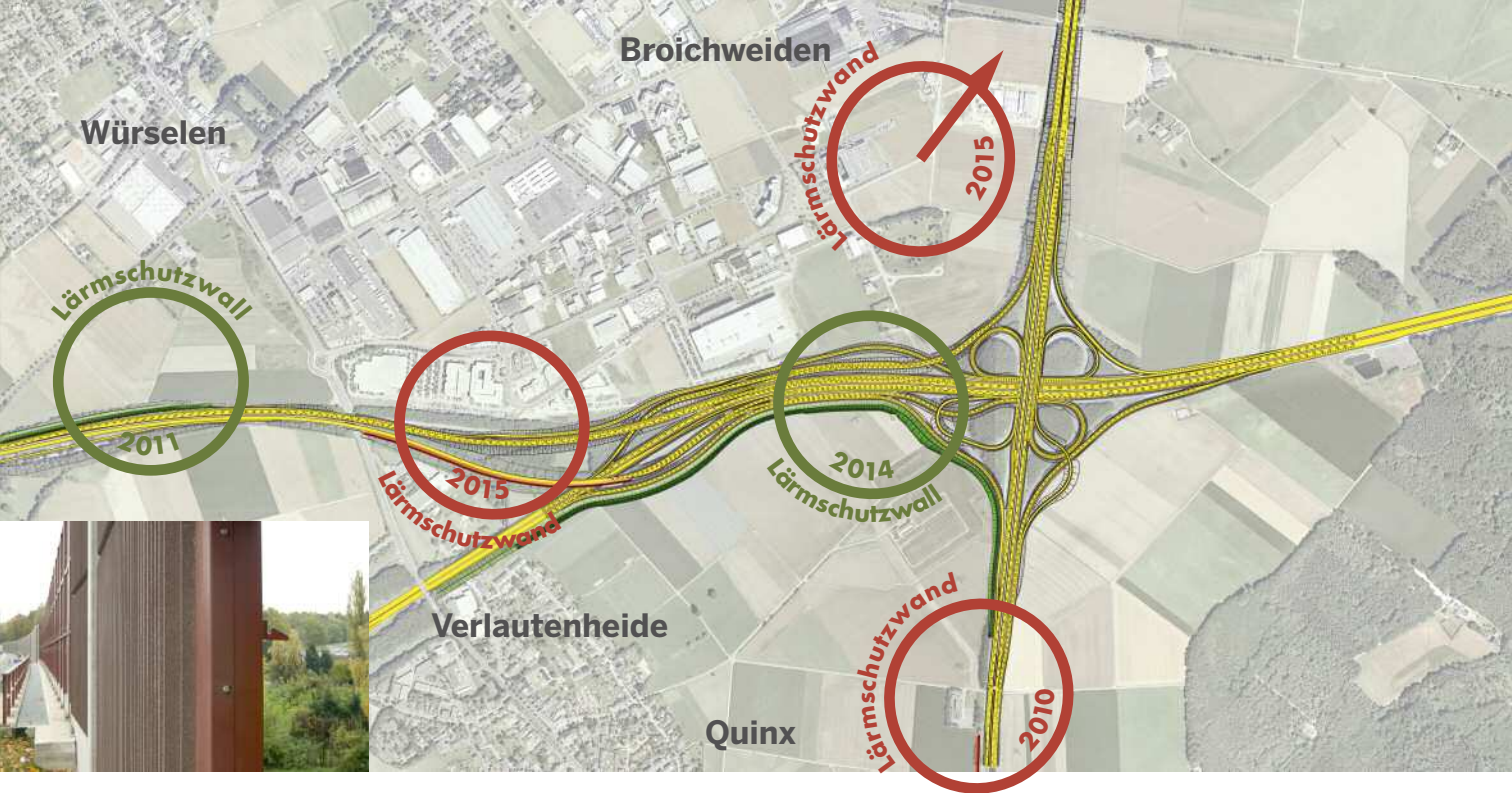 Broichweiden
Würselen
Lärmschutzwand
2015
Lärmschutzwall
2011
2015
Lärmschutzwand
2014
Lärmschutzwall
Verlautenheide
Lärmschutzwand
2010
Quinx